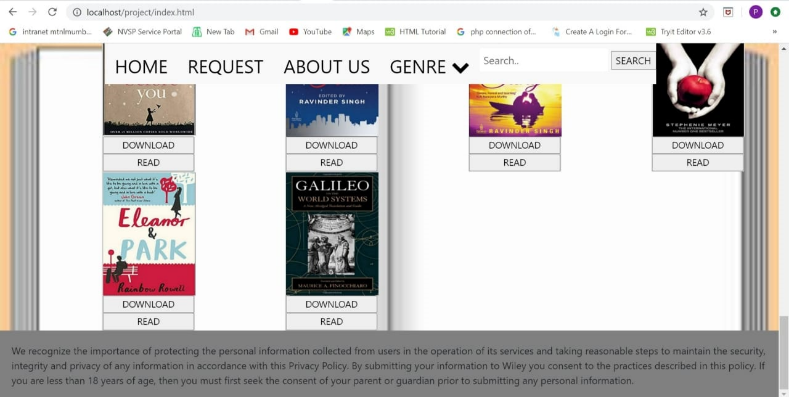 localhost/project/index.html
P
intranet mtnlmumb... NVSP Service Portal New Tab Gmail YouTube Maps HTML Tutorial php connection of... Create A Login For... Tryit Editor v3.6 »
HOME REQUEST ABOUT US GENRE Search.. SEARCH
you
EDITED BY
RAVINDER SINGH
RAVINDER SINGH
STEPHENIE MEYER
DOWNLOAD DOWNLOAD DOWNLOAD DOWNLOAD
READ READ READ READ
Eleanor
&
PARK
Rainbow Rowell
GALILEO
WORLD SYSTEMS
MAURICE A. FINOCCHIARO
DOWNLOAD DOWNLOAD
READ READ
We recognize the importance of protecting the personal information collected from users in the operation of its services and taking reasonable steps to maintain the security,
integrity and privacy of any information in accordance with this Privacy Policy. By submitting your information to Wiley you consent to the practices described in this policy. If
you are less than 18 years of age, then you must first seek the consent of your parent or guardian prior to submitting any personal information.